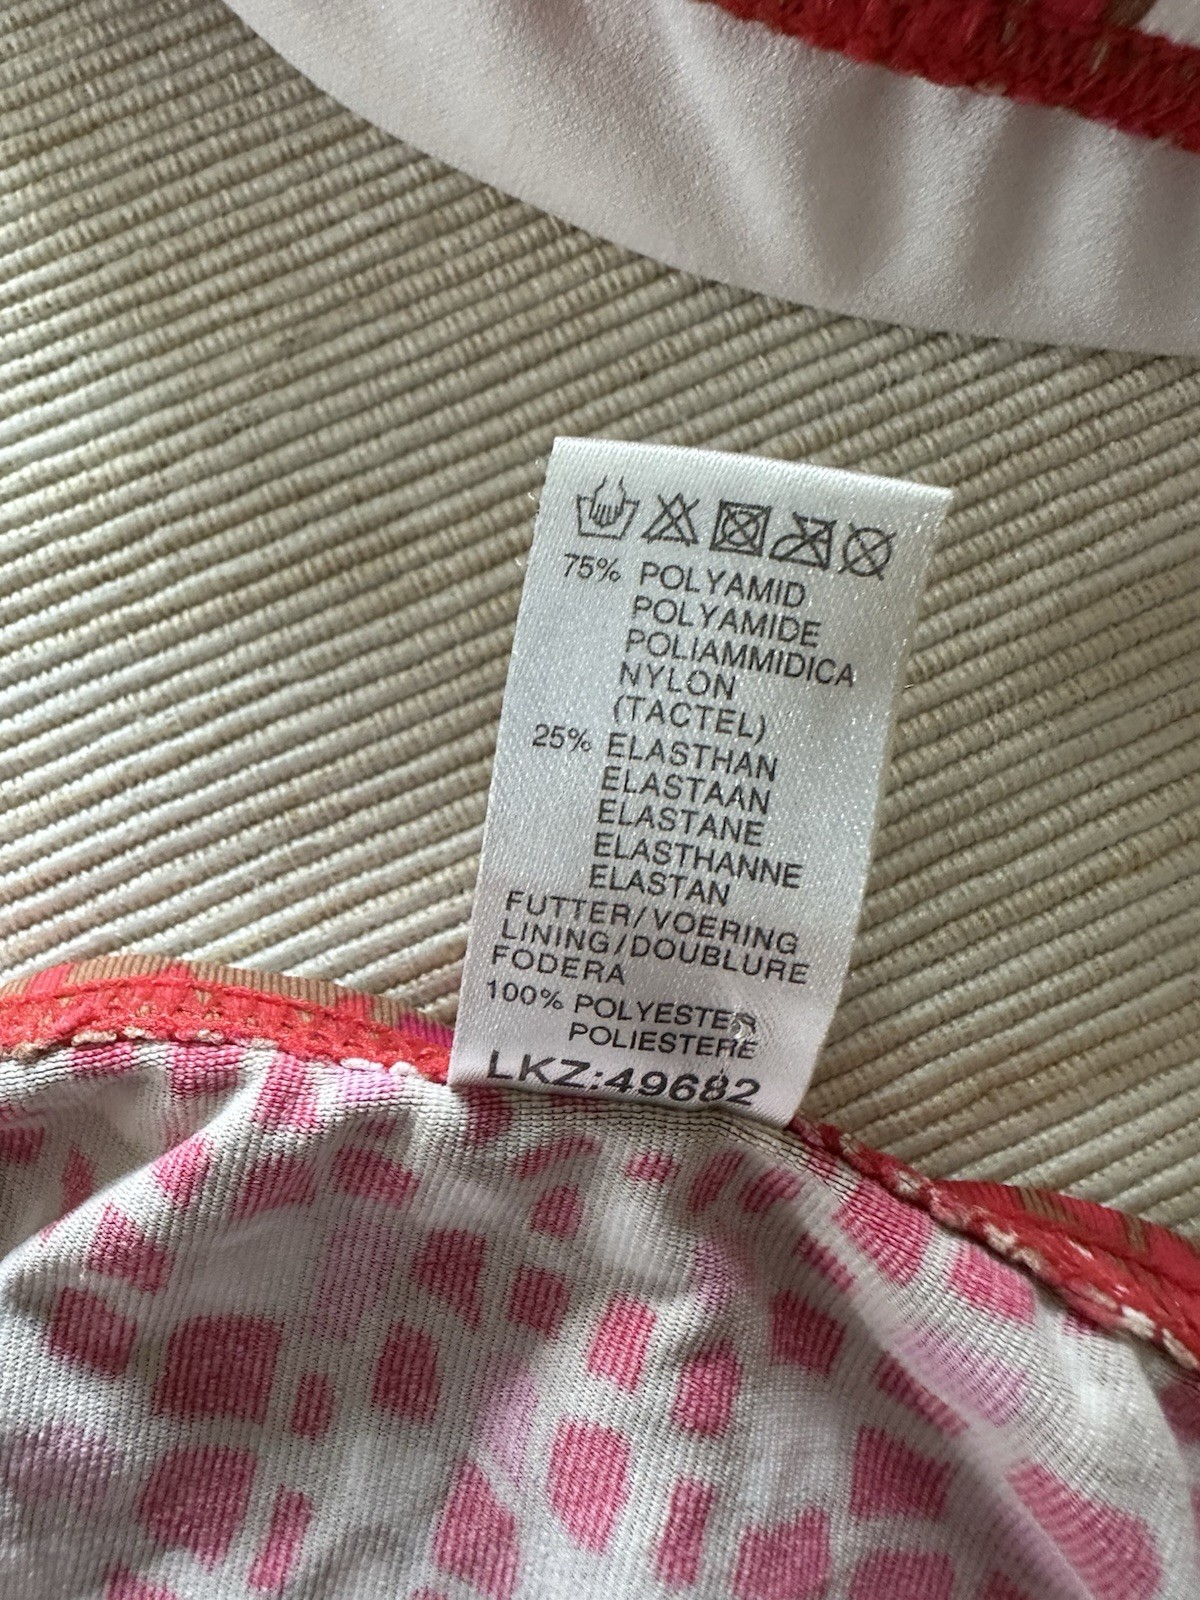 75% POLYAMID
POLYAMIDE
POLIAMMIDICA
NYLON
(TACTEL)
25% ELASTHAN
ELASTAAN
ELASTANE
ELASTHANNE
ELASTAN
FUTTER/VOERING
LINING/DOUBLURE
FODERA
100% POLYESTER
POLIESTERE
LKZ:49682